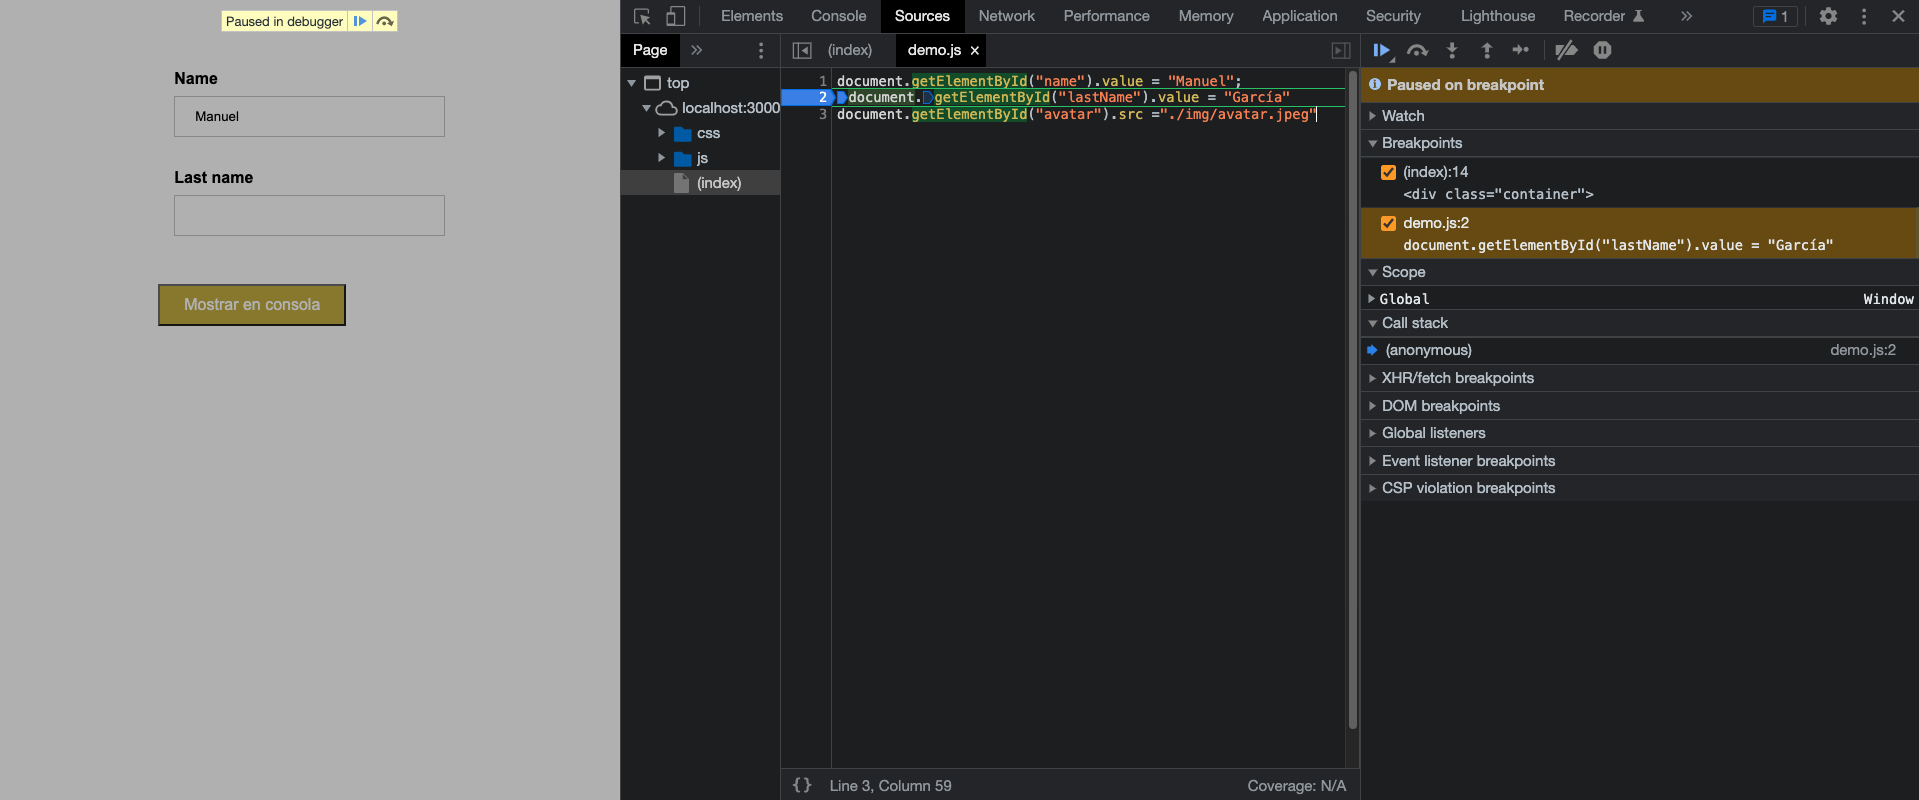 Paused in debugger
Name
Manuel
Last name
Mostrar en consola
Elements Console Sources Network Performance Memory Application Security Lighthouse Recorder » 1
Page » (index) demo.js ×
top
localhost:3000
css
js
(index)
1 document.getElementById("name").value = "Manuel";
2 document.getElementById("lastName").value = "García"
3 document.getElementById("avatar").src ="./img/avatar.jpeg"
{} Line 3, Column 59 Coverage: N/A
Paused on breakpoint
Watch
Breakpoints
(index):14
<div class="container">
demo.js:2
document.getElementById("lastName").value = "García"
Scope
Global Window
Call stack
(anonymous) demo.js:2
XHR/fetch breakpoints
DOM breakpoints
Global listeners
Event listener breakpoints
CSP violation breakpoints